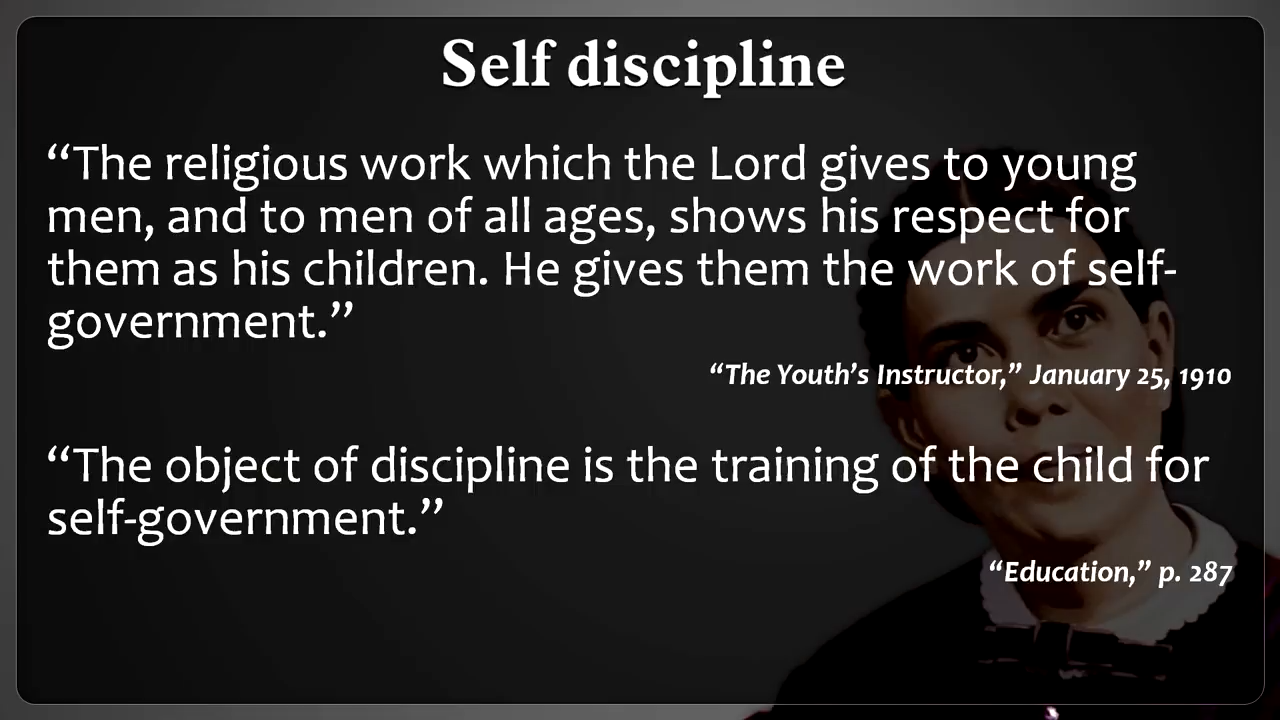 Self discipline
“The religious work which the Lord gives to young
men, and to men of all ages, shows his respect for
them as his children. He gives them the work of self-
government.”
“The Youth’s Instructor,” January 25, 1910
“The object of discipline is the training of the child for
self-government.”
“Education,” p. 287